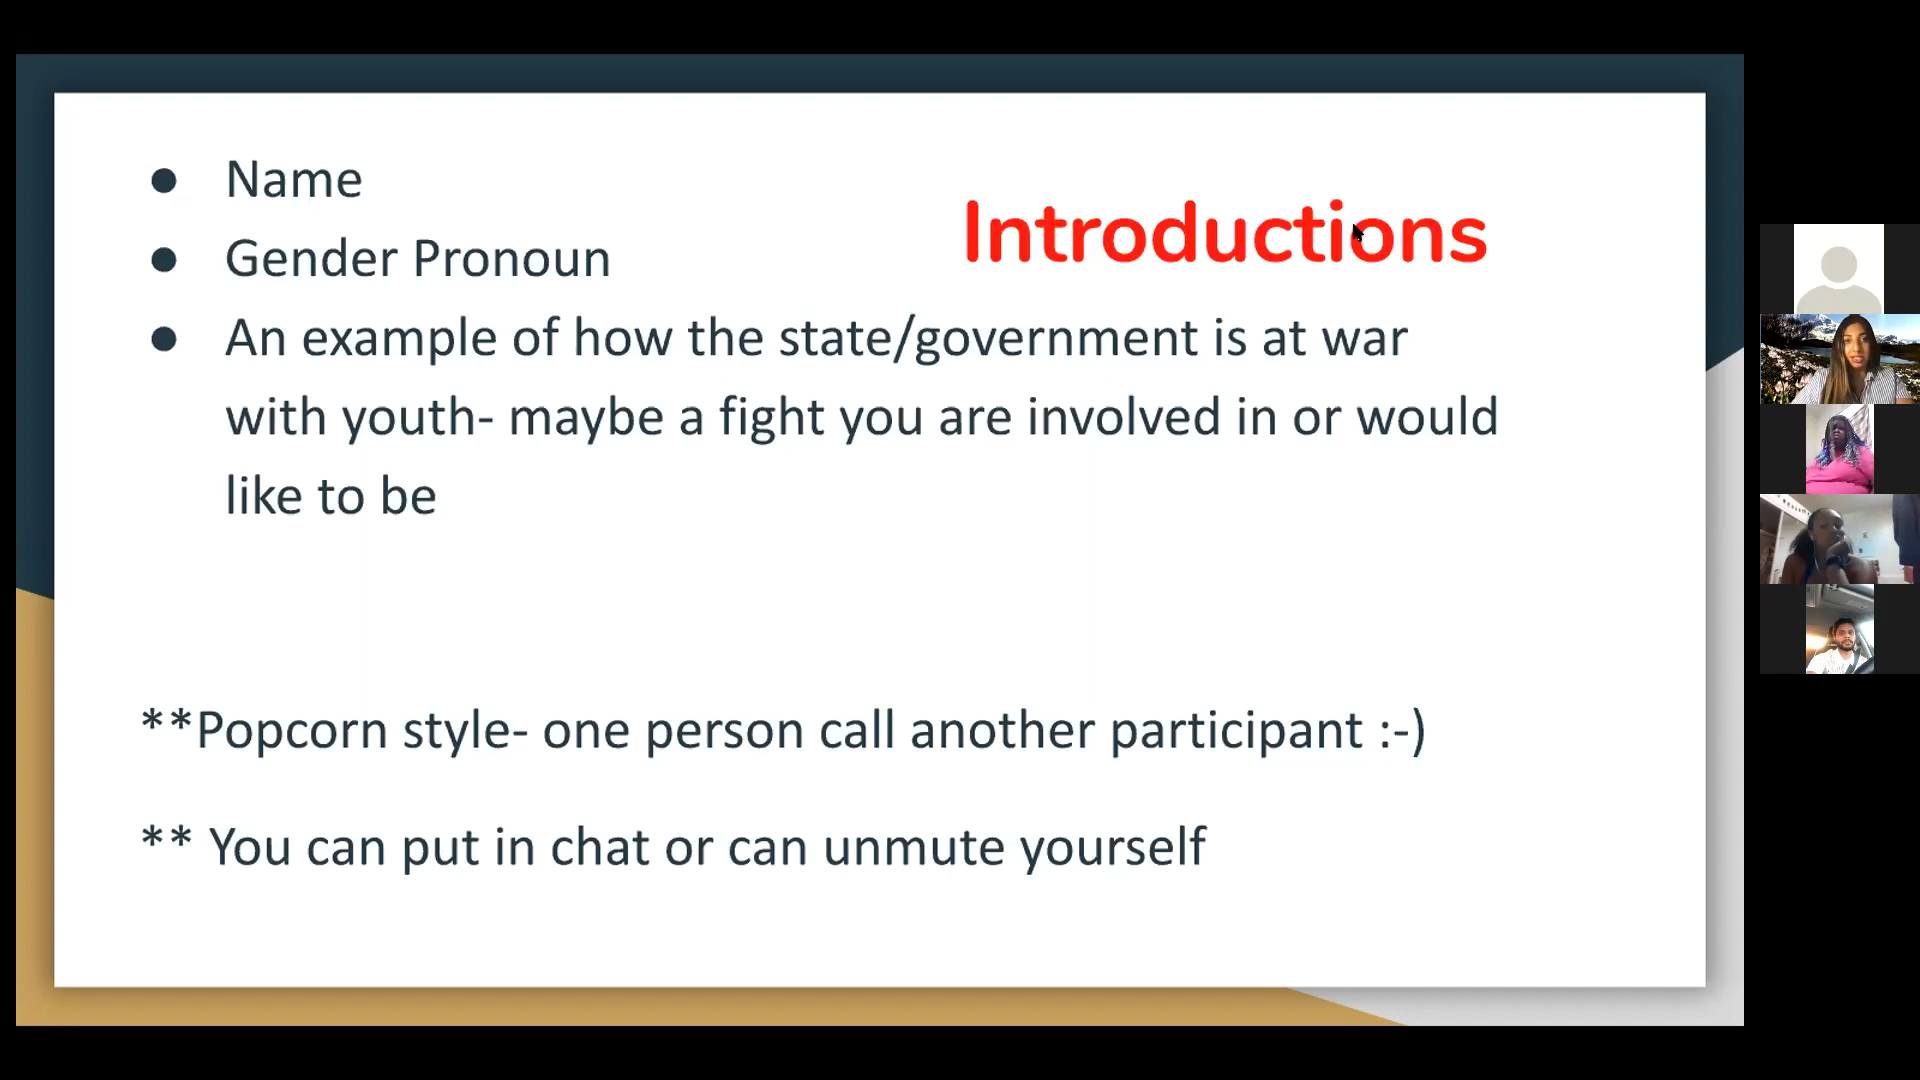 Introductions
● Name
● Gender Pronoun
● An example of how the state/government is at war
with youth- maybe a fight you are involved in or would
like to be
**Popcorn style- one person call another participant :-)
** You can put in chat or can unmute yourself